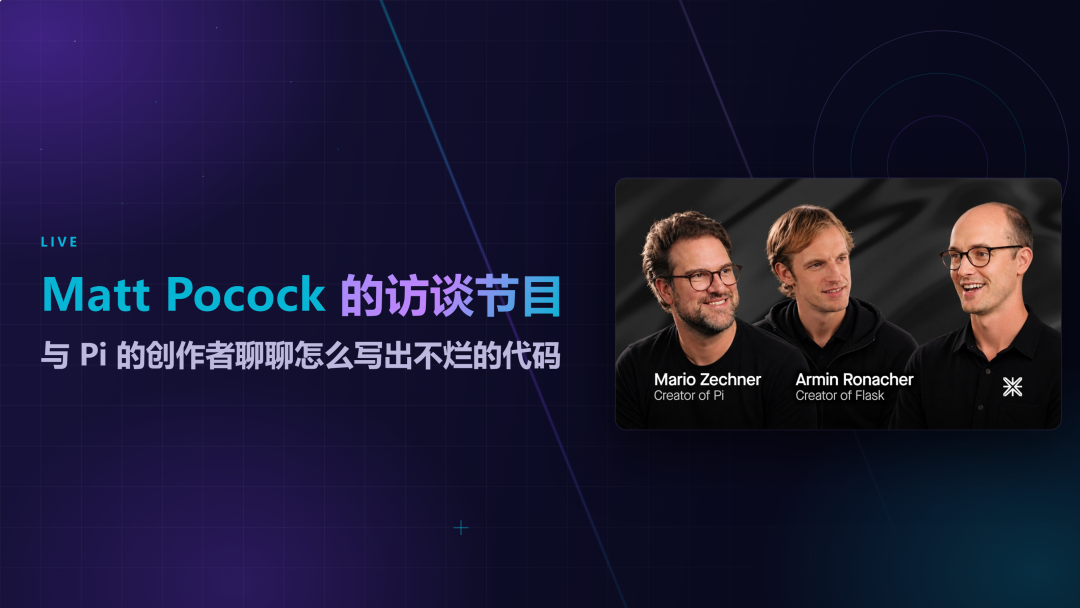 LIVE
Matt Pocock 的访谈节目
与 Pi 的创作者聊聊怎么写出不烂的代码
Mario Zechner
Creator of Pi
Armin Ronacher
Creator of Flask